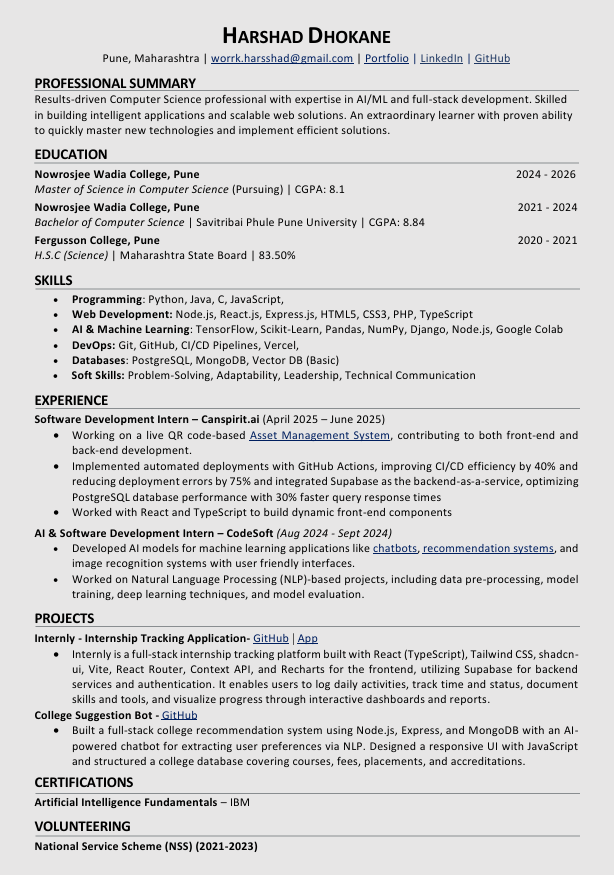 HARSHAD DHOKANE
Pune, Maharashtra | worrk.harsshad@gmail.com | Portfolio | LinkedIn | GitHub
PROFESSIONAL SUMMARY
Results-driven Computer Science professional with expertise in AI/ML and full-stack development. Skilled
in building intelligent applications and scalable web solutions. An extraordinary learner with proven ability
to quickly master new technologies and implement efficient solutions.
EDUCATION
Nowrosjee Wadia College, Pune 2024 - 2026
Master of Science in Computer Science (Pursuing) | CGPA: 8.1
Nowrosjee Wadia College, Pune 2021 - 2024
Bachelor of Computer Science | Savitribai Phule Pune University | CGPA: 8.84
Fergusson College, Pune 2020 - 2021
H.S.C (Science) | Maharashtra State Board | 83.50%
SKILLS
• Programming: Python, Java, C, JavaScript,
• Web Development: Node.js, React.js, Express.js, HTML5, CSS3, PHP, TypeScript
• AI & Machine Learning: TensorFlow, Scikit-Learn, Pandas, NumPy, Django, Node.js, Google Colab
• DevOps: Git, GitHub, CI/CD Pipelines, Vercel,
• Databases: PostgreSQL, MongoDB, Vector DB (Basic)
• Soft Skills: Problem-Solving, Adaptability, Leadership, Technical Communication
EXPERIENCE
Software Development Intern – Canspirit.ai (April 2025 – June 2025)
• Working on a live QR code-based Asset Management System, contributing to both front-end and
back-end development.
• Implemented automated deployments with GitHub Actions, improving CI/CD efficiency by 40% and
reducing deployment errors by 75% and integrated Supabase as the backend-as-a-service, optimizing
PostgreSQL database performance with 30% faster query response times
• Worked with React and TypeScript to build dynamic front-end components
AI & Software Development Intern – CodeSoft (Aug 2024 - Sept 2024)
• Developed AI models for machine learning applications like chatbots, recommendation systems, and
image recognition systems with user friendly interfaces.
• Worked on Natural Language Processing (NLP)-based projects, including data pre-processing, model
training, deep learning techniques, and model evaluation.
PROJECTS
Internly - Internship Tracking Application- GitHub | App
• Internly is a full-stack internship tracking platform built with React (TypeScript), Tailwind CSS, shadcn-
ui, Vite, React Router, Context API, and Recharts for the frontend, utilizing Supabase for backend
services and authentication. It enables users to log daily activities, track time and status, document
skills and tools, and visualize progress through interactive dashboards and reports.
College Suggestion Bot - GitHub
• Built a full-stack college recommendation system using Node.js, Express, and MongoDB with an AI-
powered chatbot for extracting user preferences via NLP. Designed a responsive UI with JavaScript
and structured a college database covering courses, fees, placements, and accreditations.
CERTIFICATIONS
Artificial Intelligence Fundamentals – IBM
VOLUNTEERING
National Service Scheme (NSS) (2021-2023)